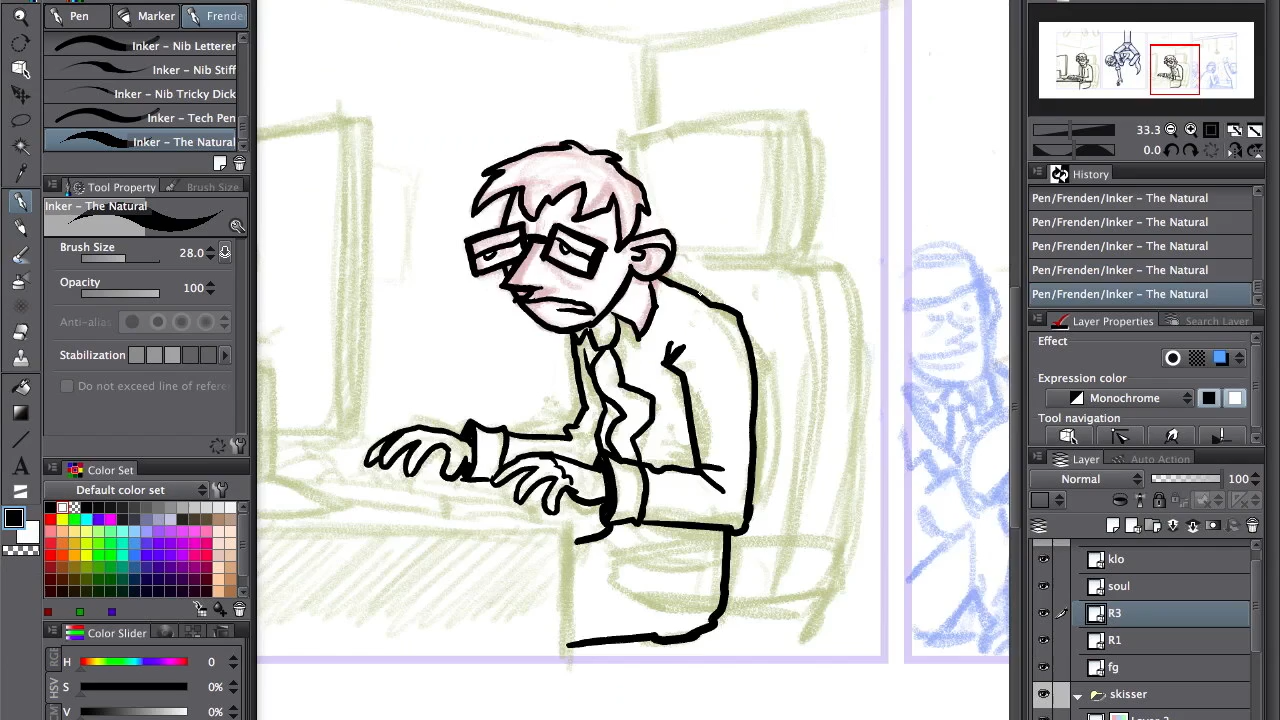 Pen
Marker
Frende
Inker - Nib Letterer
Inker - Nib Stiff
Inker - Nib Tricky Dick
Inker - Tech Pen
Inker - The Natural
Tool Property
Brush Size
Inker - The Natural
Brush Size
28.0
Opacity
100
Anti-alias
Stabilization
Do not exceed line of refere
Color Set
Default color set
Color Slider
H
0
S
0%
V
0%
RGB
HSV
CM
33.3
0.0
History
Pen/Frenden/Inker - The Natural
Pen/Frenden/Inker - The Natural
Pen/Frenden/Inker - The Natural
Pen/Frenden/Inker - The Natural
Pen/Frenden/Inker - The Natural
Layer Properties
Search Layer
Effect
Expression color
Monochrome
Tool navigation
Layer
Auto Action
Normal
100
klo
soul
R3
R1
fg
skisser